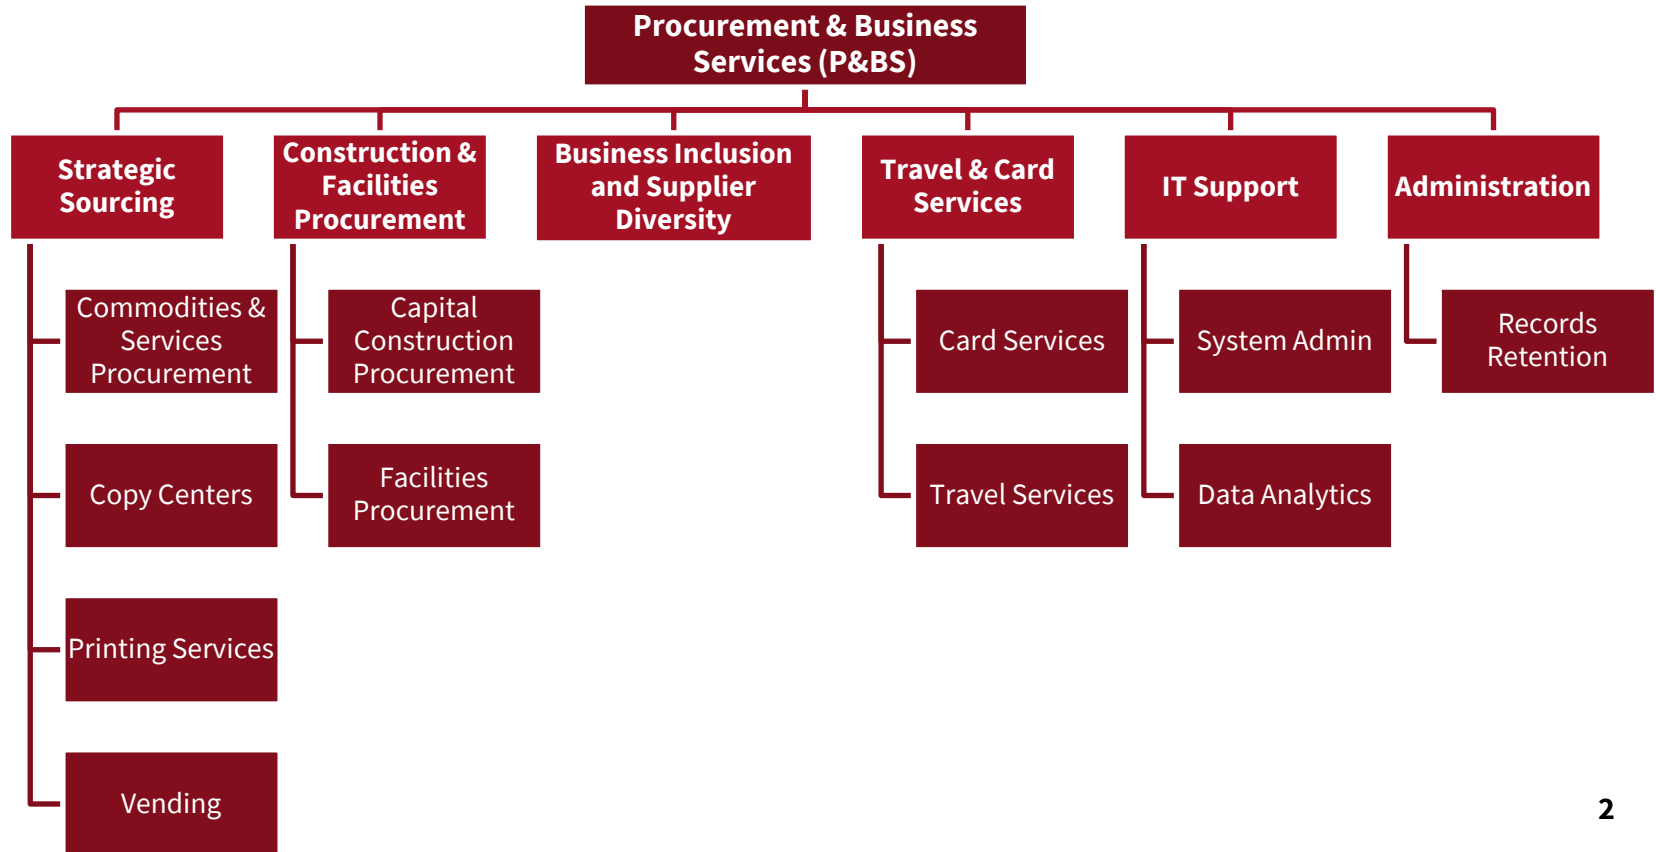 Procurement & Business
Services (P&BS)
Strategic
Sourcing
Construction &
Facilities
Procurement
Business Inclusion
and Supplier
Diversity
Travel & Card
Services
IT Support
Administration
Commodities &
Services
Procurement
Capital
Construction
Procurement
Card Services
System Admin
Records
Retention
Copy Centers
Facilities
Procurement
Travel Services
Data Analytics
Printing Services
Vending
2